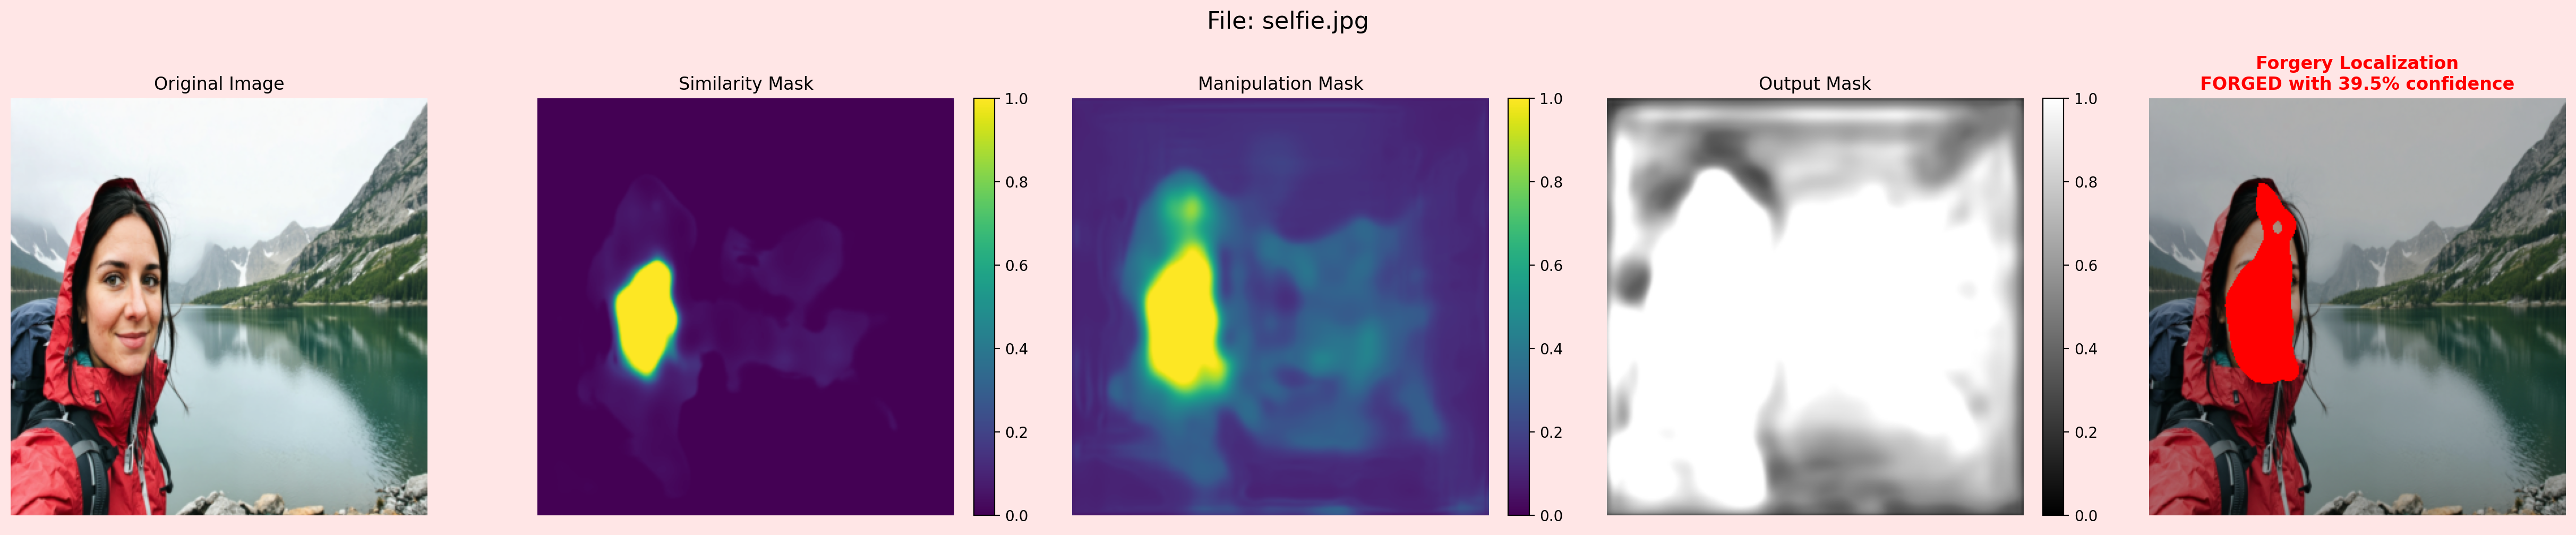 File: selfie.jpg
Original Image
Similarity Mask
1.0
0.8
0.6
0.4
0.2
0.0
Manipulation Mask
1.0
0.8
0.6
0.4
0.2
0.0
Output Mask
1.0
0.8
0.6
0.4
0.2
0.0
Forgery Localization
FORGED with 39.5% confidence